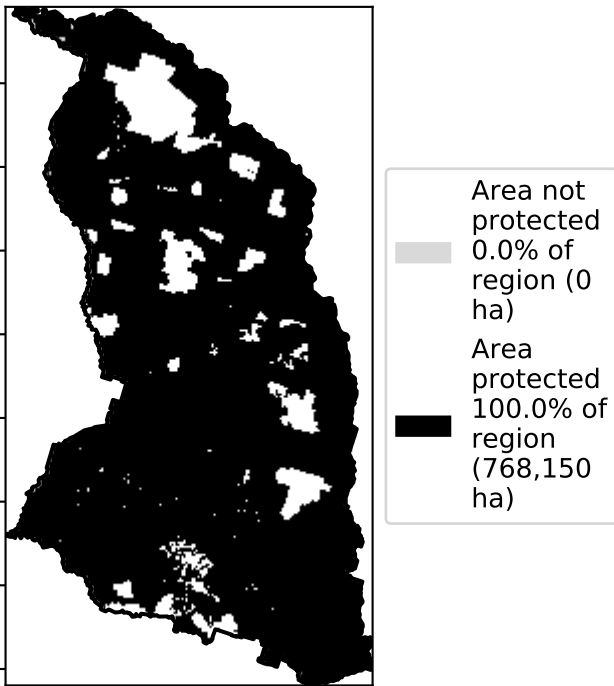 Area not
protected
0.0% of
region (0
ha)
Area
protected
100.0% of
region
(768,150
ha)